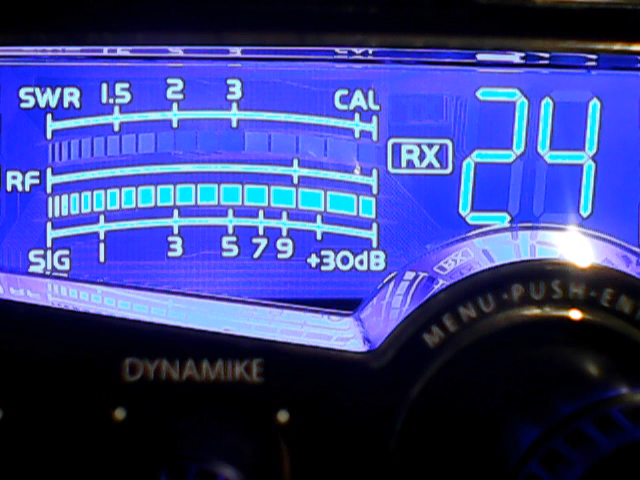 SWR 1.5 2 3 CAL
24
RX
RF
SIG 1 3 5 7 9 +30dB
MENU·PUSH·EN
DYNAMIKE